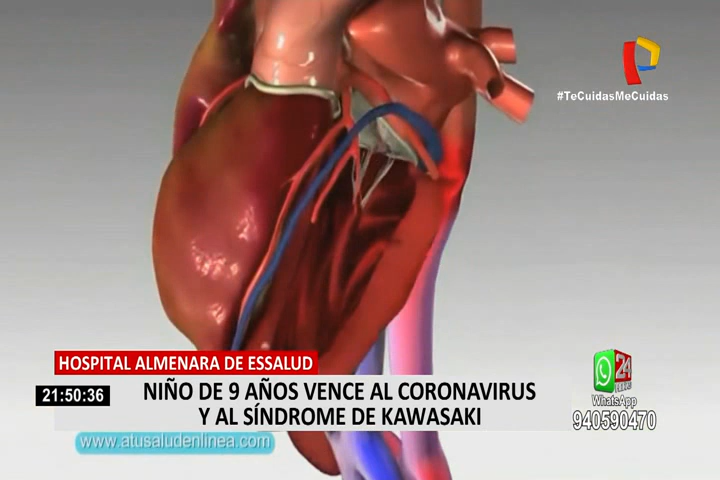 #TeCuidasMeCuidas
HOSPITAL ALMENARA DE ESSALUD
21:50:36
NIÑO DE 9 AÑOS VENCE AL CORONAVIRUS
Y AL SÍNDROME DE KAWASAKI
24
WhatsApp
940590470
www.atusaludenlinea.com